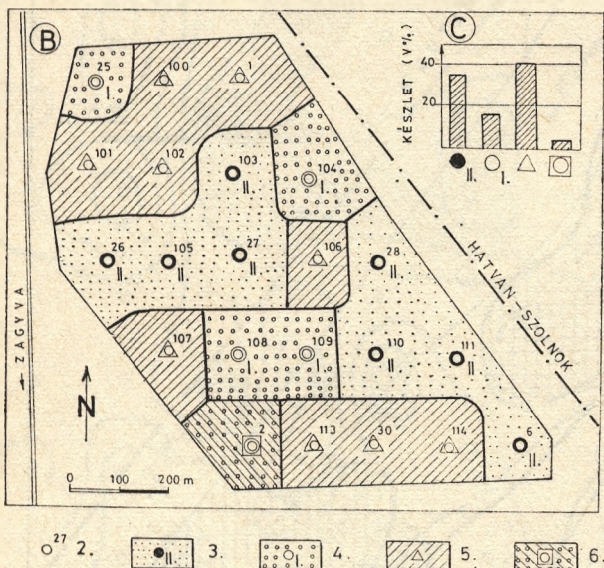 B
C
KÉSZLET (V%)
40
20
II. I.
25
I.
100
1
101
102
103
II.
104
I.
26
II.
105
II.
27
II.
106
28
II.
107
108
I.
109
I.
110
II.
111
II.
2
113
30
114
6
II.
HATVAN-SZOLNOK
← ZAGYVA
N
0 100 200 m
27 2. II. 3. I. 4. 5. 6.